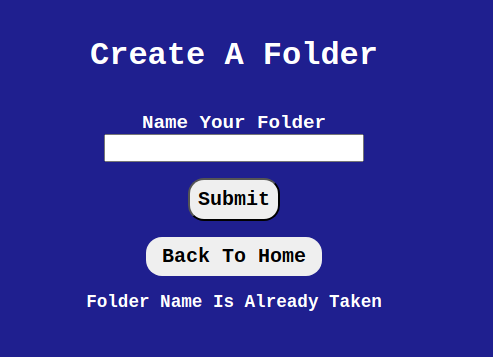 Create A Folder
Name Your Folder
Submit
Back To Home
Folder Name Is Already Taken